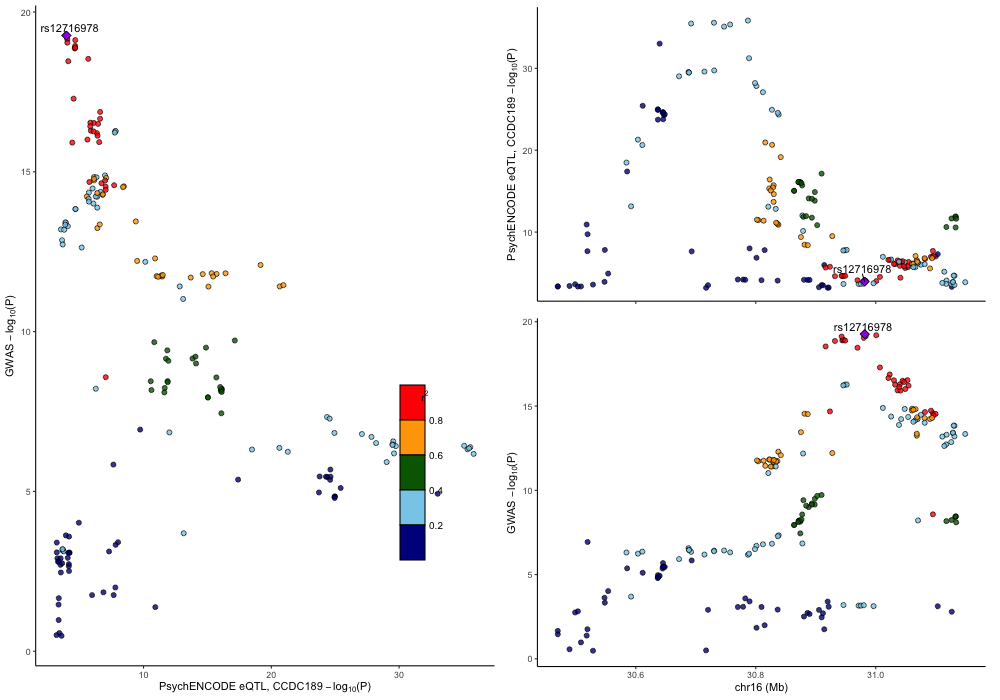 20
15
10
5
0
10
20
30
GWAS −log10(P)
PsychENCODE eQTL, CCDC189 −log10(P)
rs12716978
r2
0.8
0.6
0.4
0.2
30
20
10
PsychENCODE eQTL, CCDC189 −log10(P)
rs12716978
20
15
10
5
0
GWAS −log10(P)
rs12716978
30.6
30.8
31.0
chr16 (Mb)